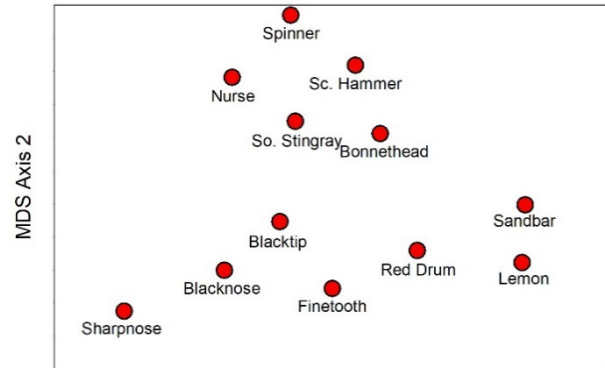 Spinner
Sc. Hammer
Nurse
So. Stingray
Bonnethead
MDS Axis 2
Sandbar
Blacktip
Red Drum
Lemon
Blacknose
Finetooth
Sharpnose